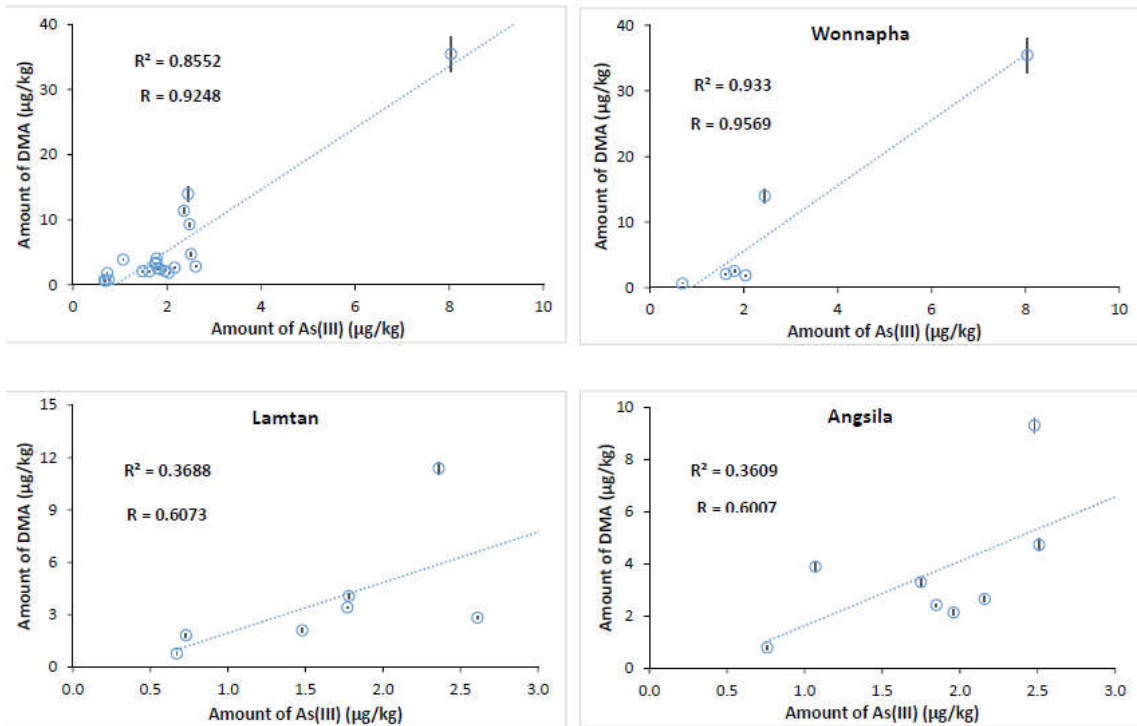 40
R² = 0.8552
R = 0.9248
30
20
10
0
0 2 4 6 8 10
Amount of DMA (µg/kg)
Amount of As(III) (µg/kg)
Wonnapha
40
R² = 0.933
R = 0.9569
30
20
10
0
0 2 4 6 8 10
Amount of DMA (µg/kg)
Amount of As(III) (µg/kg)
Lamtan
15
R² = 0.3688
R = 0.6073
12
9
6
3
0
0.0 0.5 1.0 1.5 2.0 2.5 3.0
Amount of DMA (µg/kg)
Amount of As(III) (µg/kg)
Angsila
10
R² = 0.3609
R = 0.6007
8
6
4
2
0
0.0 0.5 1.0 1.5 2.0 2.5 3.0
Amount of DMA (µg/kg)
Amount of As(III) (µg/kg)